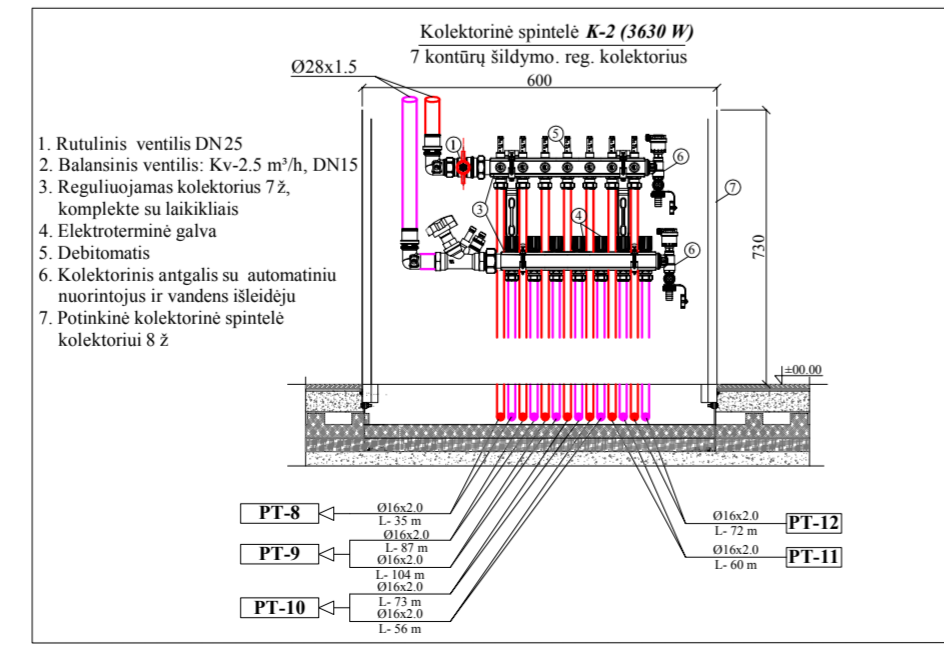 Kolektorinė spintelė K-2 (3630 W)
7 kontūrų šildymo. reg. kolektorius
600
Ø28x1.5
1. Rutulinis ventilis DN25
2. Balansinis ventilis: Kv-2.5 m³/h, DN15
3. Reguliuojamas kolektorius 7 ž,
komplekte su laikikliais
4. Elektroterminė galva
5. Debitomatis
6. Kolektorinis antgalis su automatiniu
nuorintojus ir vandens išleidėju
7. Potinkinė kolektorinė spintelė
kolektoriui 8 ž
1
5
6
7
3
4
6
730
±00.00
PT-8
Ø16x2.0
L- 35 m
PT-9
Ø16x2.0
L- 87 m
Ø16x2.0
L- 104 m
PT-10
Ø16x2.0
L- 73 m
Ø16x2.0
L- 56 m
Ø16x2.0
L- 72 m
PT-12
Ø16x2.0
L- 60 m
PT-11